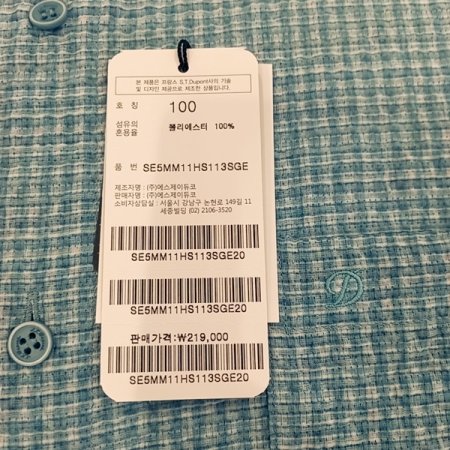 본 제품은 프랑스 S.T.Dupont사의 기술
및 디자인 제공으로 제조한 상품입니다.
호 칭 100
섬유의 폴리에스터 100%
혼용율
품 번 SE5MM11HS113SGE
제조자명 : (주)에스제이듀코
판매자명 : (주)에스제이듀코
소비자상담실 : 서울시 강남구 논현로 149길 11
세중빌딩 (02) 2106-3520
SE5MM11HS113SGE20
SE5MM11HS113SGE20
판매가격:₩219,000
SE5MM11HS113SGE20
D